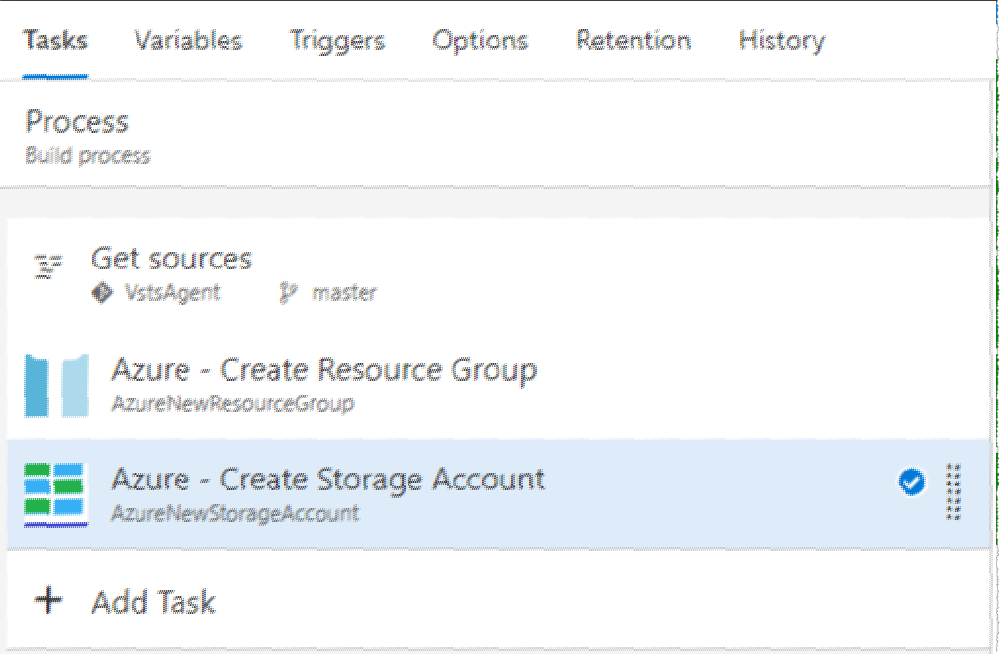 Tasks Variables Triggers Options Retention History
Process
Build process
Get sources
VstsAgent master
Azure - Create Resource Group
AzureNewResourceGroup
Azure - Create Storage Account
AzureNewStorageAccount
Add Task